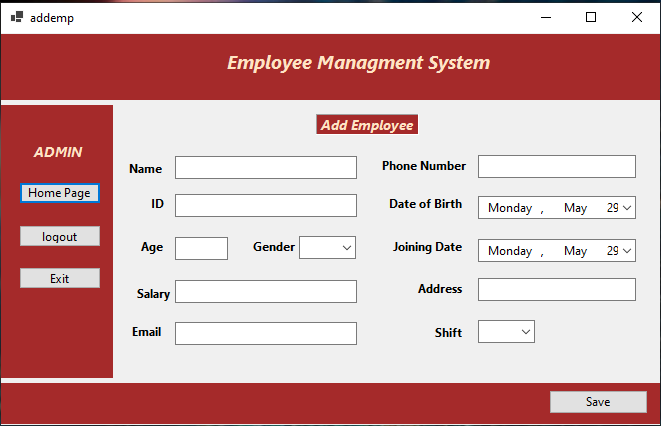 addemp
Employee Managment System
Add Employee
ADMIN
Home Page
logout
Exit
Name
ID
Age
Gender
Salary
Email
Phone Number
Date of Birth
Monday , May 29
Joining Date
Monday , May 29
Address
Shift
Save